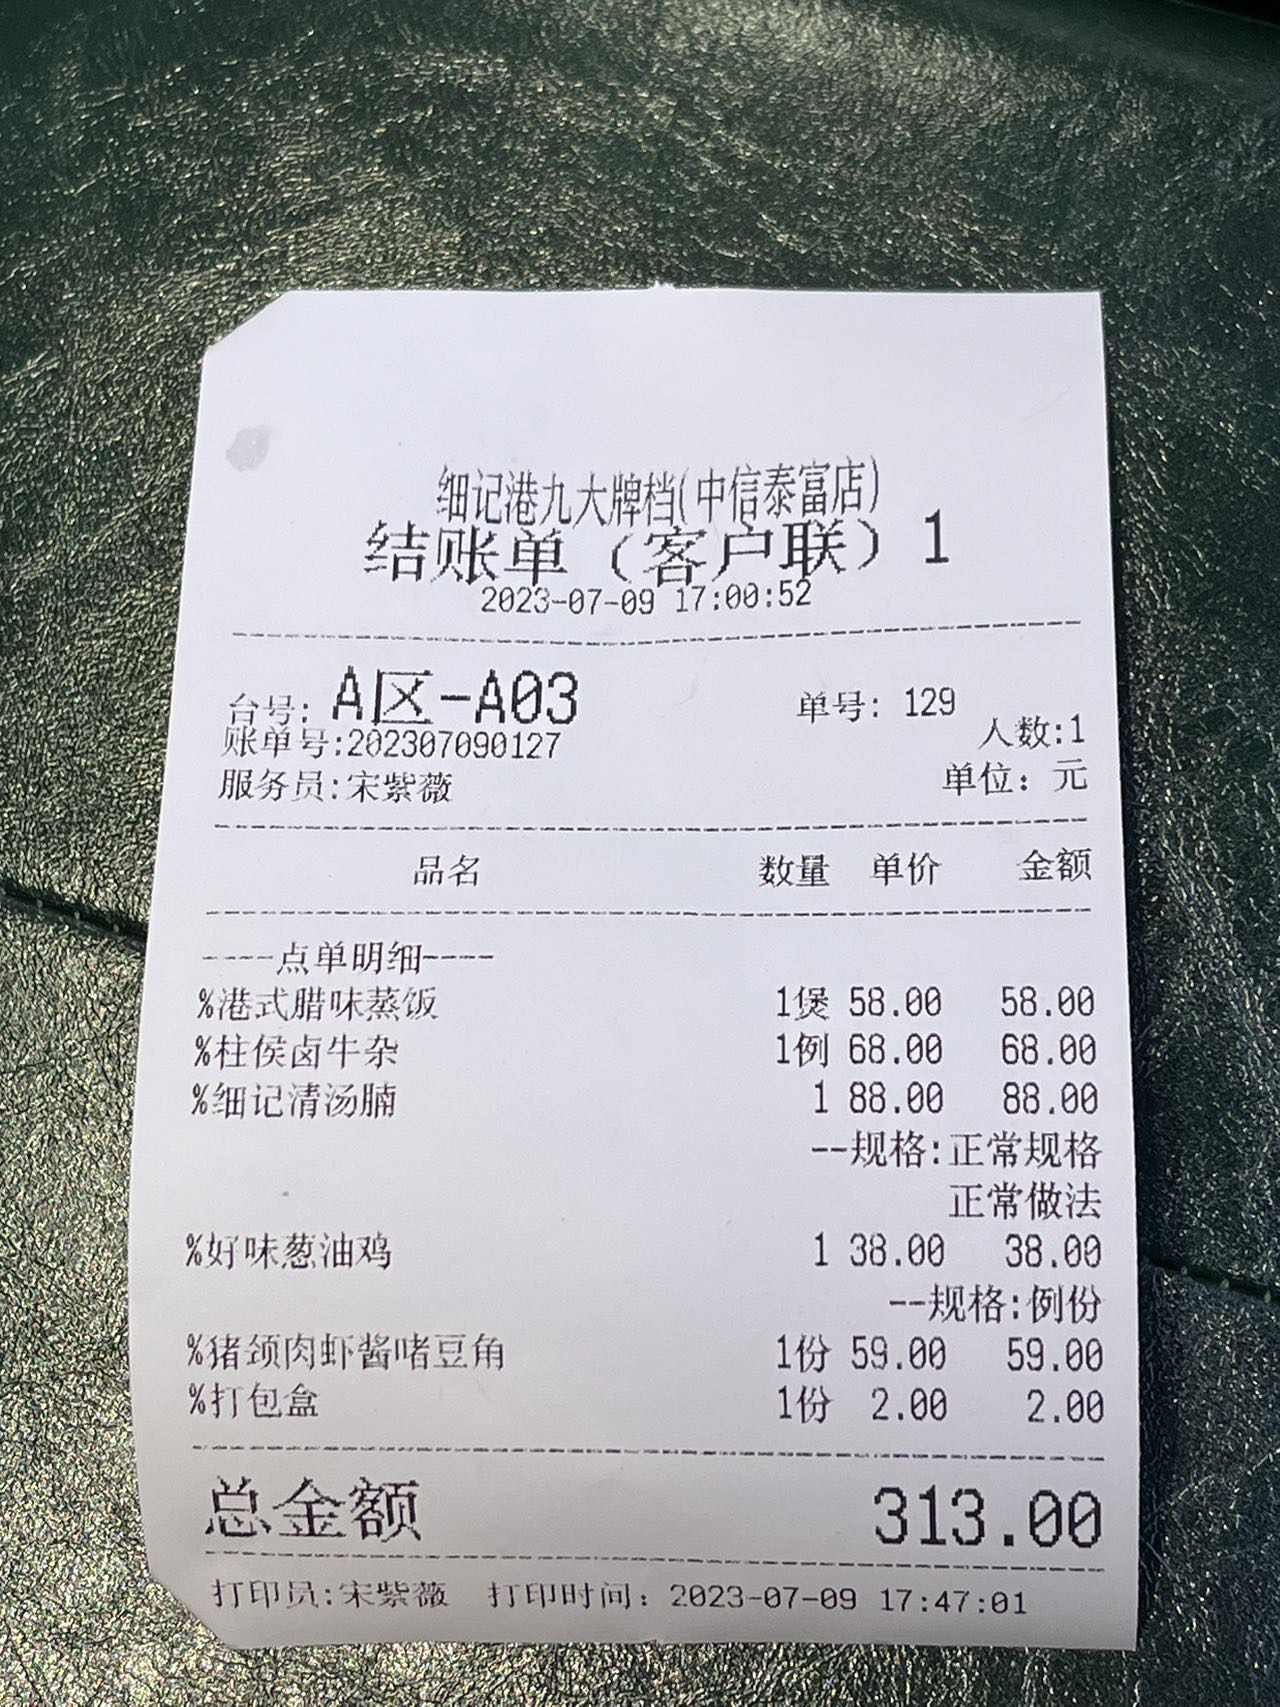 细记港九大牌档(中信泰富店)
结账单（客户联）1
2023-07-09 17:00:52
台号: A区-A03 单号: 129
人数:1
账单号:202307090127
服务员:宋紫薇 单位：元
品名 数量 单价 金额
----点单明细----
%港式腊味蒸饭 1煲 58.00 58.00
%柱侯卤牛杂 1例 68.00 68.00
%细记清汤腩 1 88.00 88.00
--规格:正常规格
正常做法
%好味葱油鸡 1 38.00 38.00
--规格:例份
%猪颈肉虾酱啫豆角 1份 59.00 59.00
%打包盒 1份 2.00 2.00
总金额 313.00
打印员:宋紫薇 打印时间：2023-07-09 17:47:01